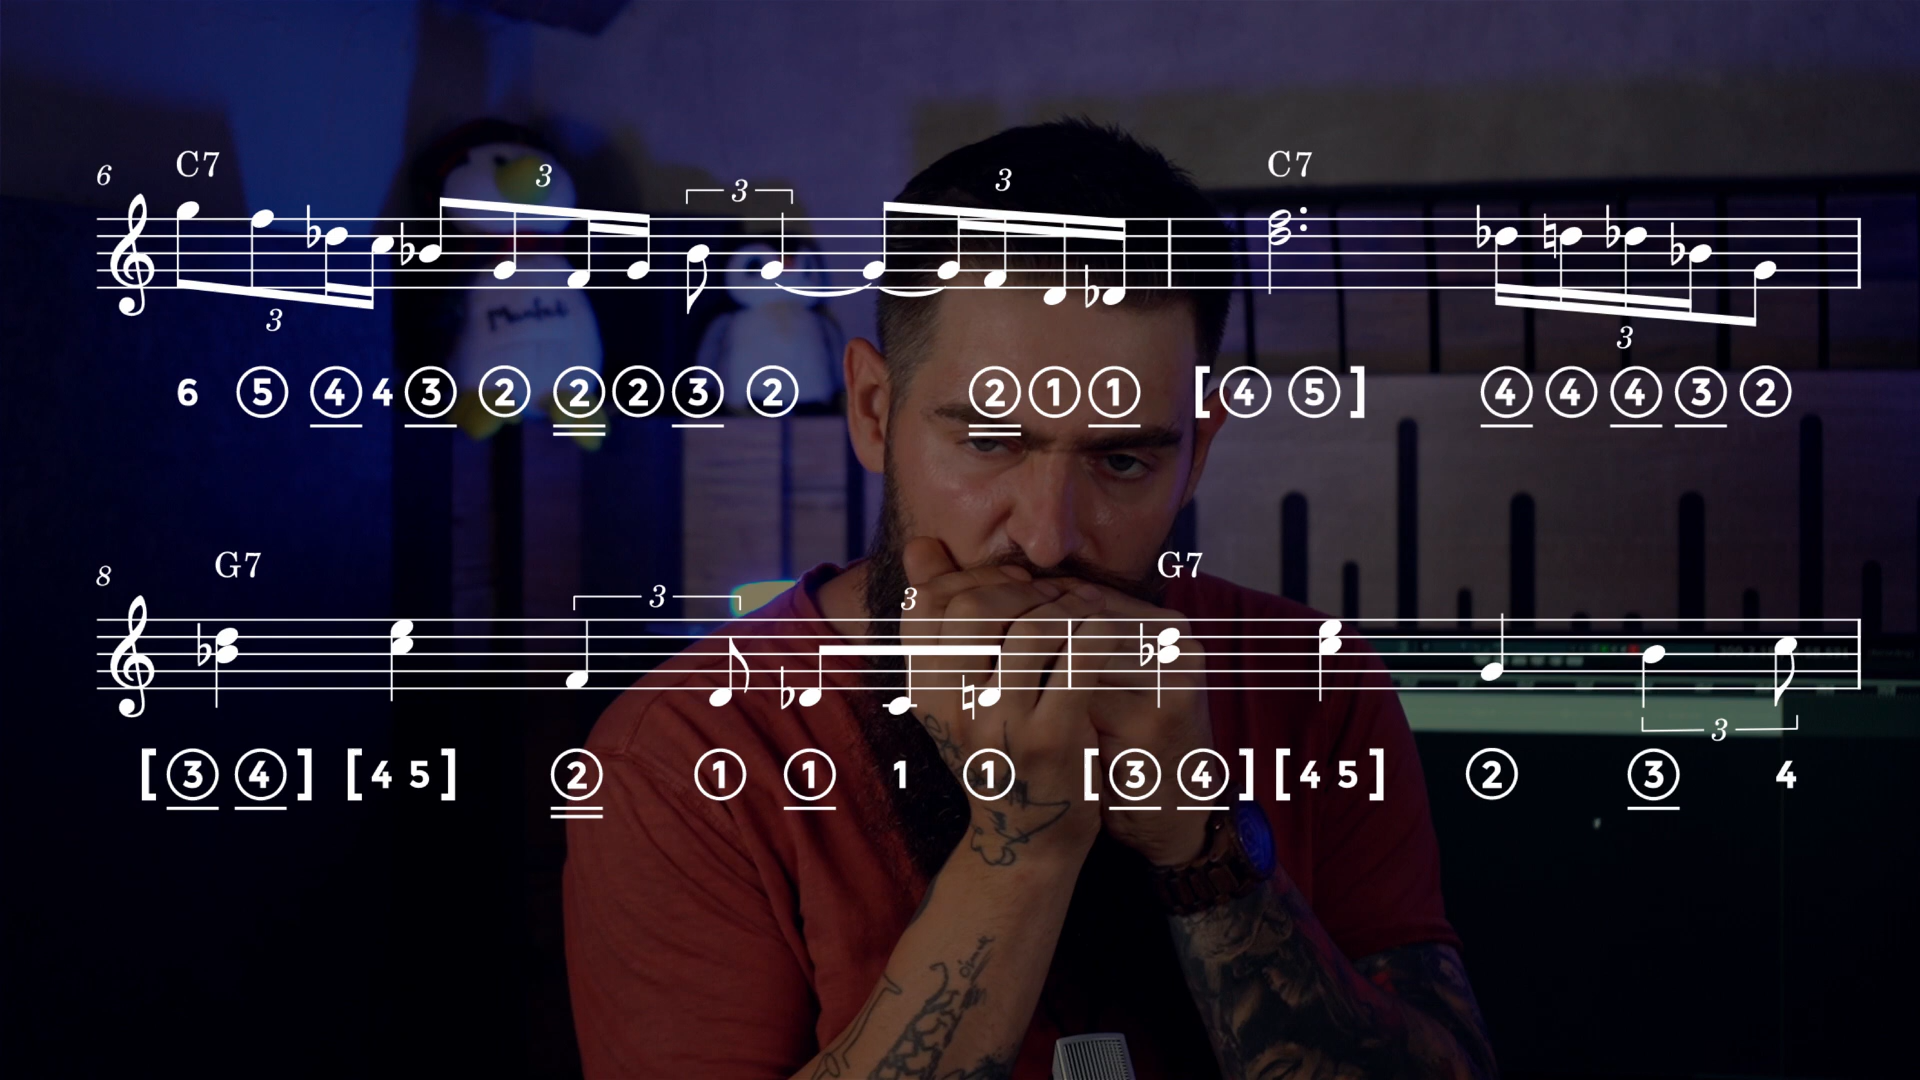 6 C7 C7
3 3 3
3 3
6 ⑤ ④ 4 ③ ② ② ② ③ ② ② ① ① [④ ⑤] ④ ④ ④ ③ ②
8 G7 G7
3 3
3
[③ ④] [4 5] ② ① ① 1 ① [③ ④] [4 5] ② ③ 4